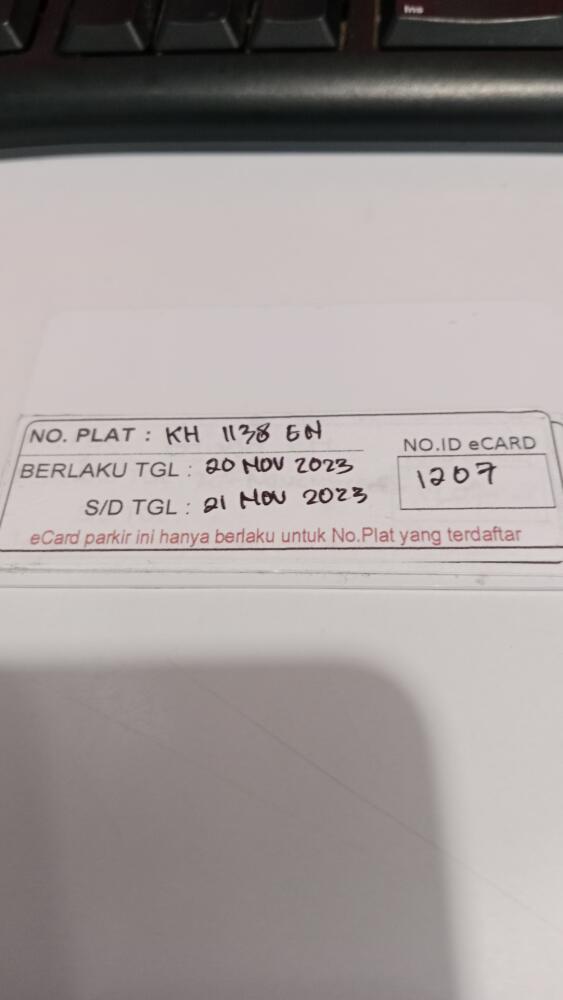 Ins
NO. PLAT : KH 1138 EN
NO.ID eCARD
BERLAKU TGL : 20 NOV 2023
1207
S/D TGL : 21 NOV 2023
eCard parkir ini hanya berlaku untuk No.Plat yang terdaftar